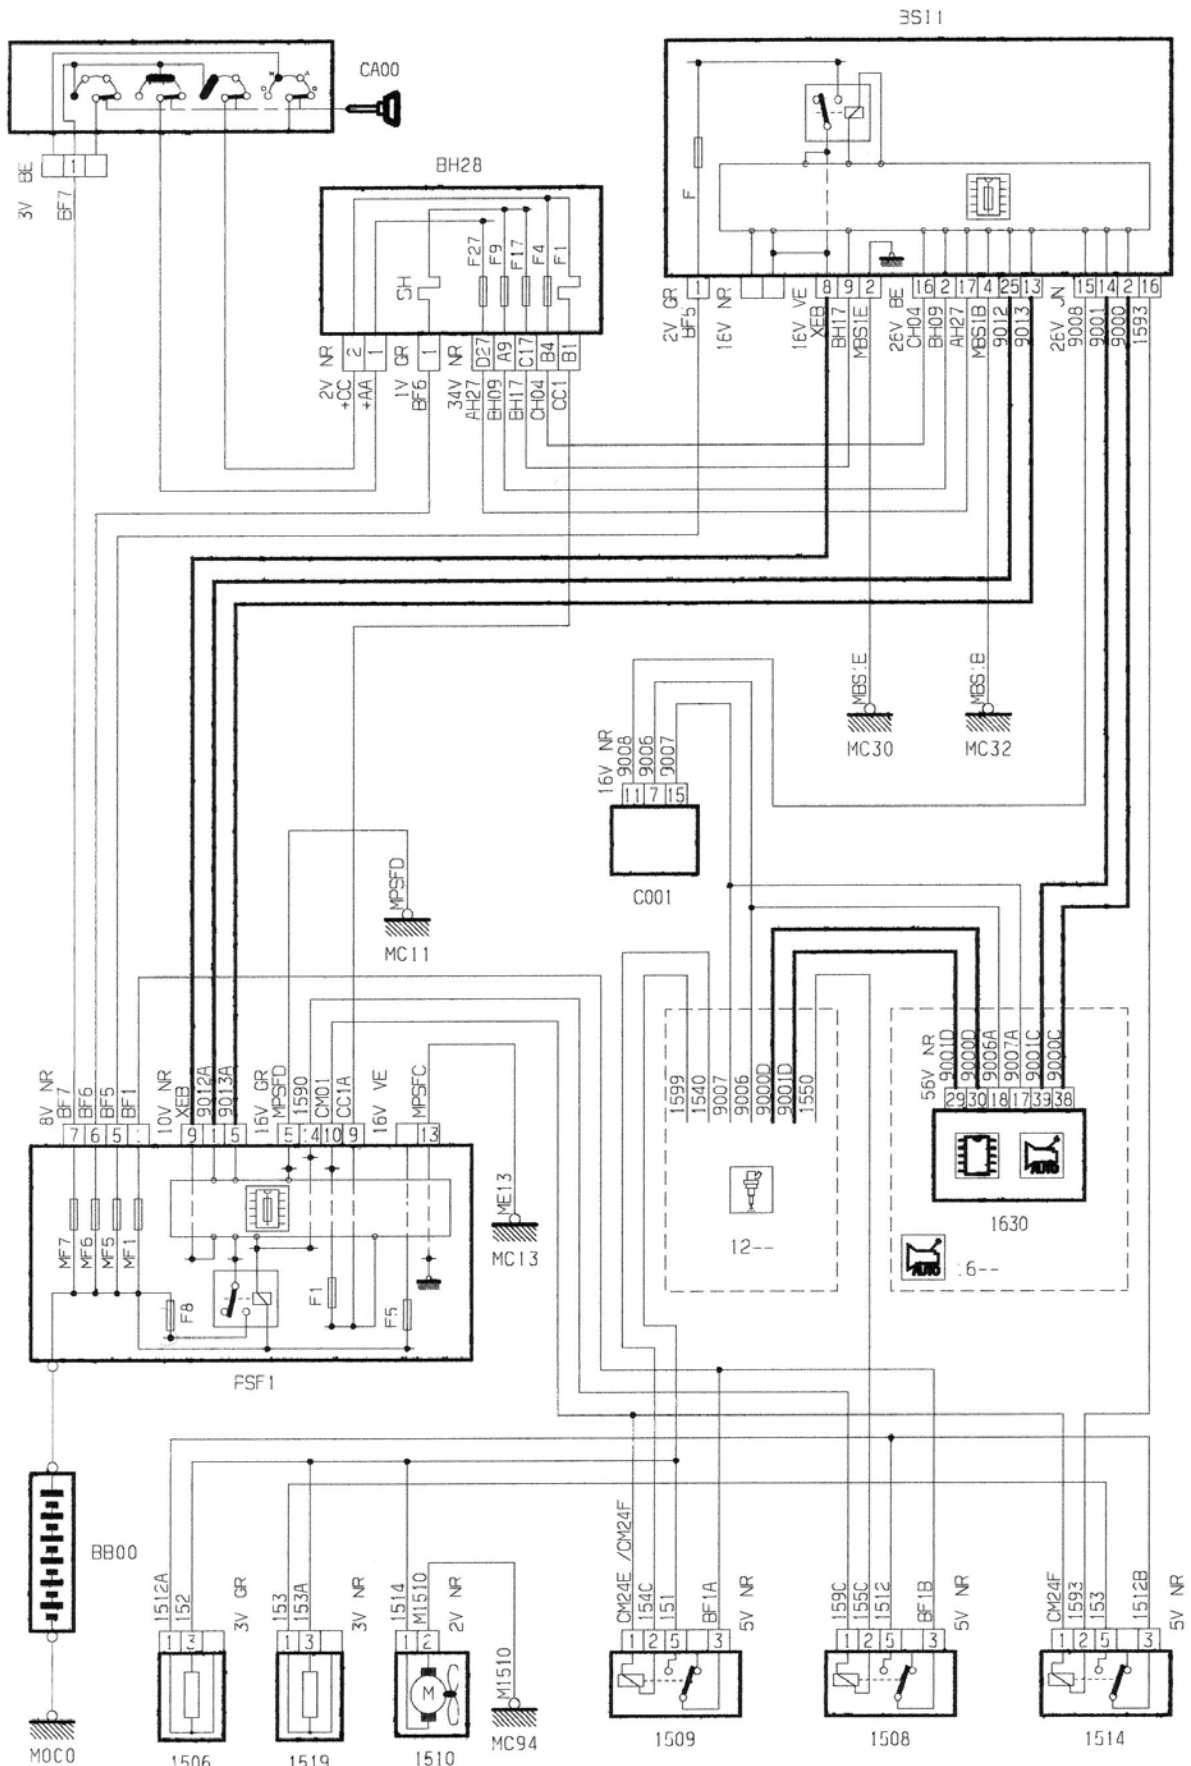 BSI1
CA00
BH28
3V BE
1
BF7
F27
F9
F17
F4
F1
SH
F
2V NR
2
1
1V GR
1
34V NR
D27
A9
C17
B4
B1
+CC
+AA
BF6
AH27
BH09
BH17
CH04
CC1
2V GR
1
16V NR
16V VE
8
9
2
26V BE
16
2
17
4
25
13
26V JN
15
14
2
16
BF5
XEB
BH17
MBS1E
CH04
BH09
AH27
MBS1B
9012
9013
9008
9001
9000
1593
MBS1E
MBS1B
MC30
MC32
16V NR
9008
9006
9007
11
7
15
C001
MPSFD
MC11
8V NR
BF7
BF6
BF5
BF1
10V NR
XEB
9012A
9013A
16V GR
MPSFD
1590
CM01
CC1A
16V VE
MPSFC
7
6
5
9
1
5
5
14
10
9
13
MF7
MF6
MF5
MF1
F8
F1
F5
PSF1
ME13
MC13
1599
1540
9007
9006
9000D
9001D
1550
12--
56V NR
9001D
9000D
9006A
9007A
9001C
9000C
29
30
18
17
39
38
AUTO
1630
AUTO
16--
BB00
MOC0
1512A
152
3V GR
1
3
1506
153
153A
3V NR
1
3
1519
1514
M1510
2V NR
1
2
M
1510
M1510
MC94
CM24E /CM24F
154C
151
BF1A
5V NR
1
2
5
3
1509
159C
155C
1512
BF1B
5V NR
1
2
5
3
1508
CM24F
1593
153
1512B
5V NR
1
2
5
3
1514